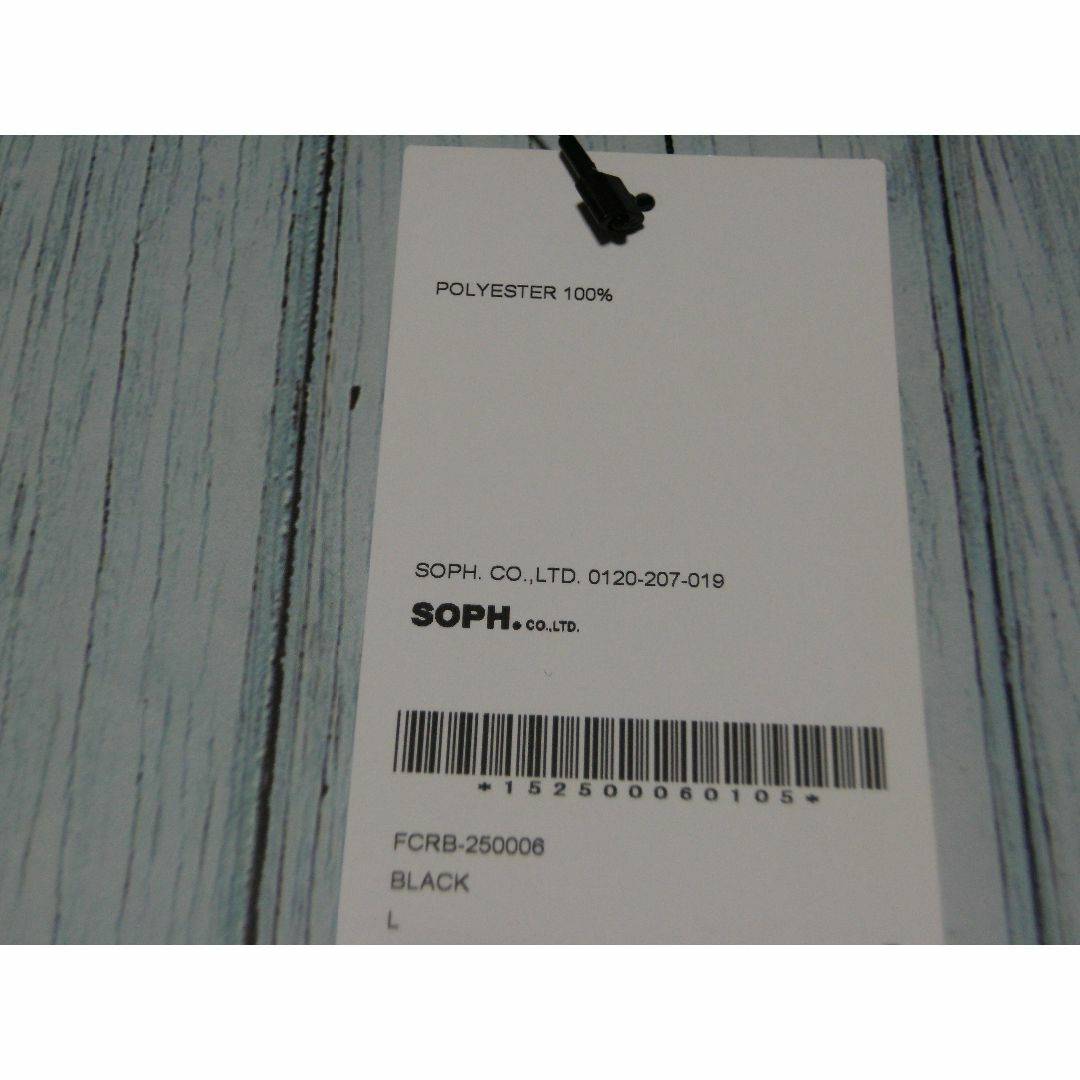 POLYESTER 100%
SOPH. CO.,LTD. 0120-207-019
SOPH. CO.,LTD.
*152500060105*
FCRB-250006
BLACK
L